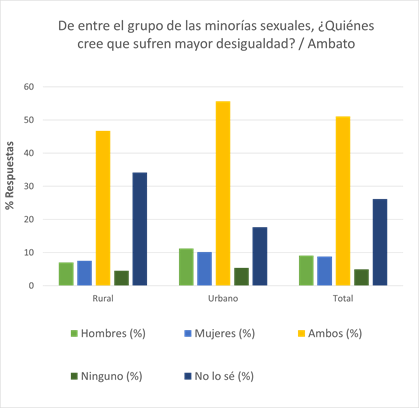 De entre el grupo de las minorías sexuales, ¿Quiénes
cree que sufren mayor desigualdad? / Ambato
% Respuestas
60
50
40
30
20
10
0
Rural
Urbano
Total
Hombres (%)
Mujeres (%)
Ambos (%)
Ninguno (%)
No lo sé (%)